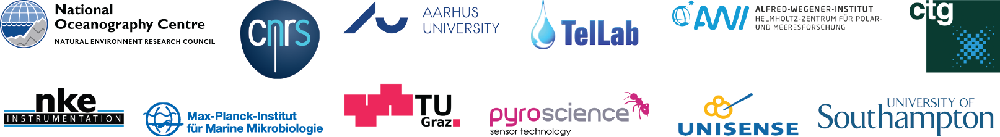 National
Oceanography Centre
NATURAL ENVIRONMENT RESEARCH COUNCIL
cnrs
AARHUS
UNIVERSITY
TelLab
AWI
ALFRED-WEGENER-INSTITUT
HELMHOLTZ-ZENTRUM FÜR POLAR-
UND MEERESFORSCHUNG
ctg
nke
INSTRUMENTATION
Max-Planck-Institut
für Marine Mikrobiologie
TU
Graz
pyroscience
sensor technology
UNISENSE
UNIVERSITY OF
Southampton